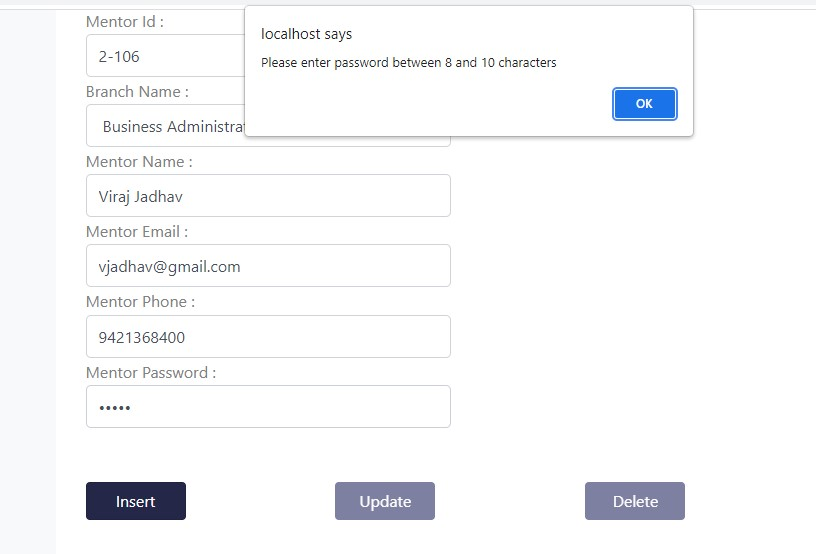 Mentor Id :
localhost says
2-106
Please enter password between 8 and 10 characters
Branch Name :
OK
Business Administrat
Mentor Name :
Viraj Jadhav
Mentor Email :
vjadhav@gmail.com
Mentor Phone :
9421368400
Mentor Password :
•••••
Insert
Update
Delete